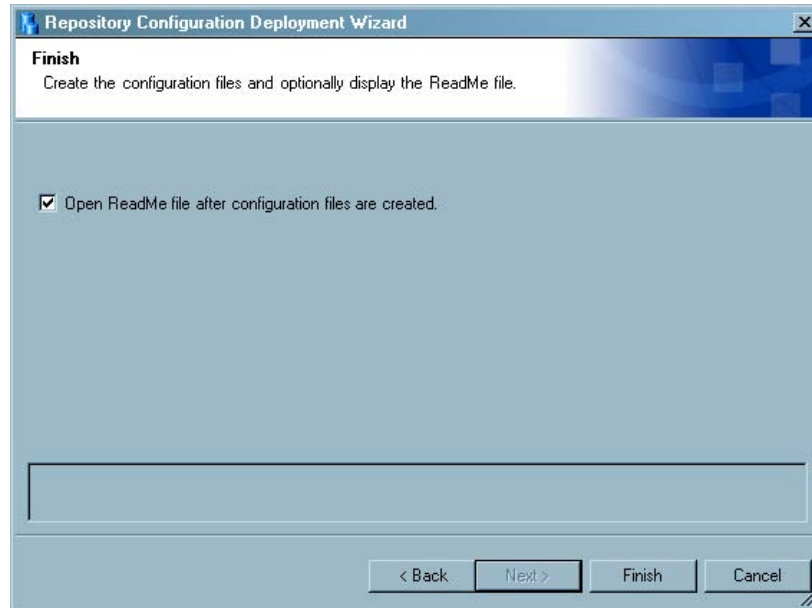 Repository Configuration Deployment Wizard
Finish
Create the configuration files and optionally display the ReadMe file.
Open ReadMe file after configuration files are created.
< Back Next > Finish Cancel